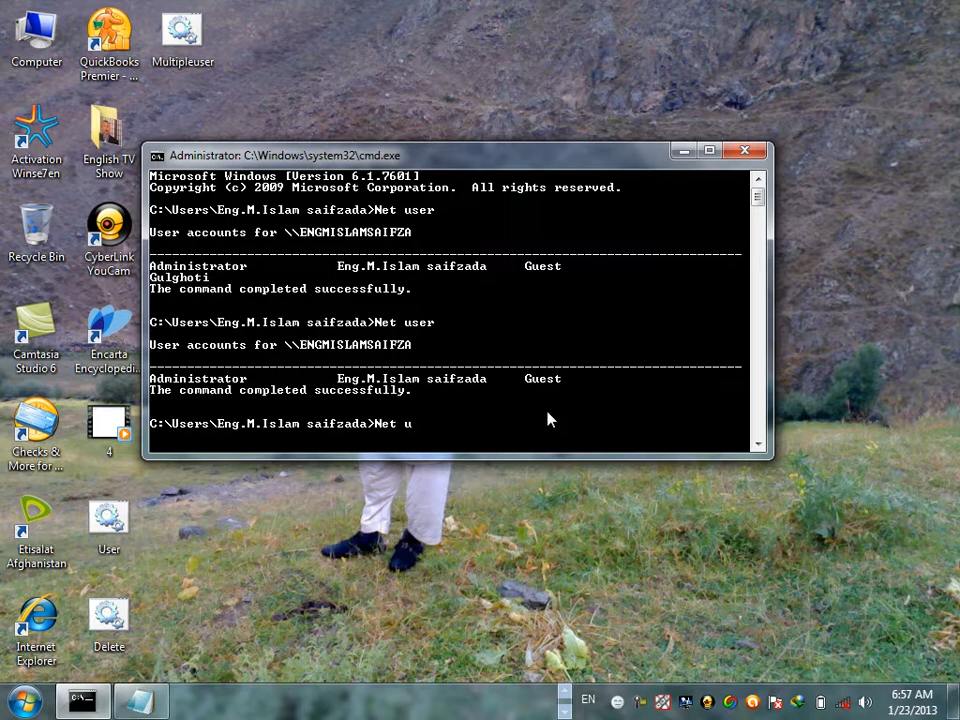 Computer
QuickBooks
Premier - ...
Multipleuser
Activation
Winse7en
English TV
Show
Recycle Bin
CyberLink
YouCam
Camtasia
Studio 6
Encarta
Encyclopedi...
Checks &
More for ...
4
Etisalat
Afghanistan
User
Internet
Explorer
Delete
Administrator: C:\Windows\system32\cmd.exe
Microsoft Windows [Version 6.1.7601]
Copyright (c) 2009 Microsoft Corporation.  All rights reserved.
C:\Users\Eng.M.Islam saifzada>Net user
User accounts for \\ENGMISLAMSAIFZA
-------------------------------------------------------------------------------
Administrator            Eng.M.Islam saifzada     Guest
Gulghoti
The command completed successfully.
C:\Users\Eng.M.Islam saifzada>Net user
User accounts for \\ENGMISLAMSAIFZA
-------------------------------------------------------------------------------
Administrator            Eng.M.Islam saifzada     Guest
The command completed successfully.
C:\Users\Eng.M.Islam saifzada>Net u
EN
6:57 AM
1/23/2013